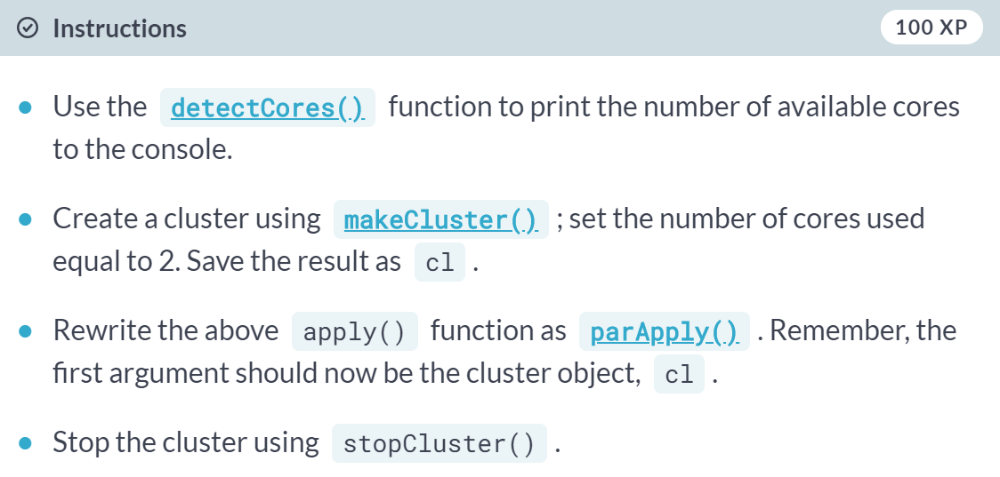 Instructions
100 XP
Use the detectCores() function to print the number of available cores
to the console.
Create a cluster using makeCluster() ; set the number of cores used
equal to 2. Save the result as cl .
Rewrite the above apply() function as parApply() . Remember, the
first argument should now be the cluster object, cl .
Stop the cluster using stopCluster() .